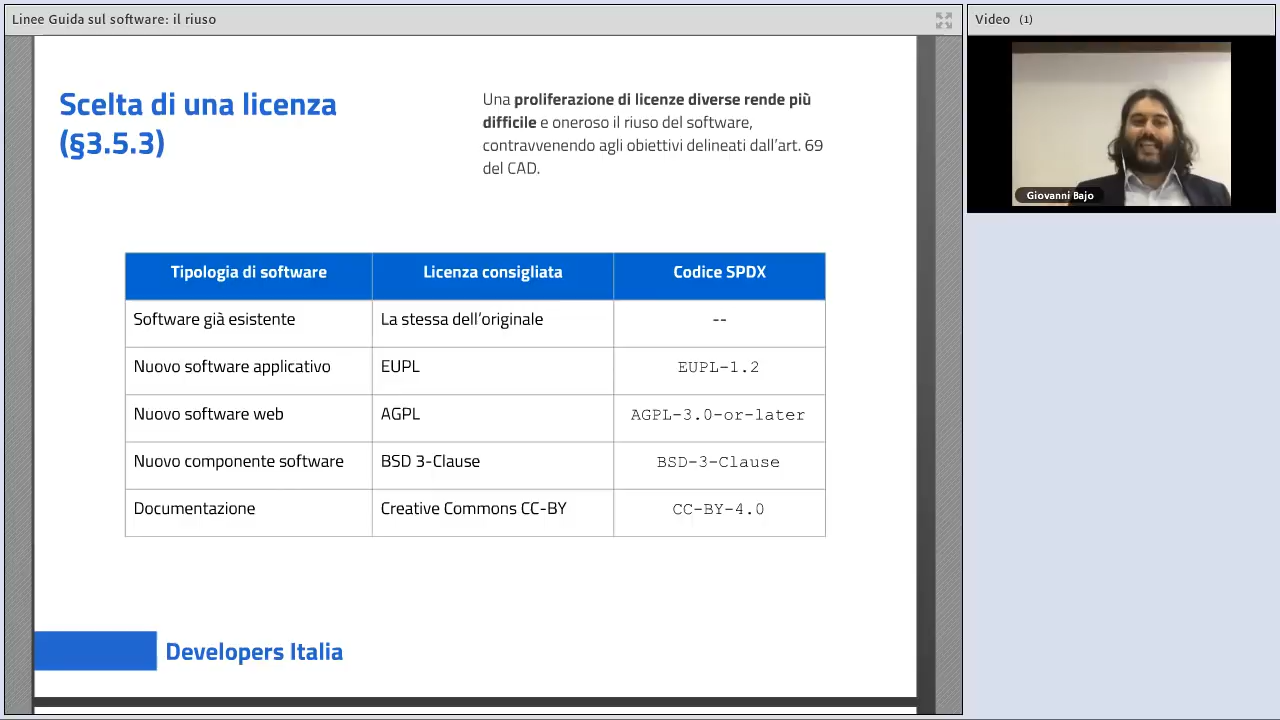 Linee Guida sul software: il riuso
Video (1)
Scelta di una licenza
(§3.5.3)
Una proliferazione di licenze diverse rende più
difficile e oneroso il riuso del software,
contravvenendo agli obiettivi delineati dall’art. 69
del CAD.
Giovanni Bajo
Tipologia di software Licenza consigliata Codice SPDX
Software già esistente La stessa dell’originale --
Nuovo software applicativo EUPL EUPL-1.2
Nuovo software web AGPL AGPL-3.0-or-later
Nuovo componente software BSD 3-Clause BSD-3-Clause
Documentazione Creative Commons CC-BY CC-BY-4.0
Developers Italia